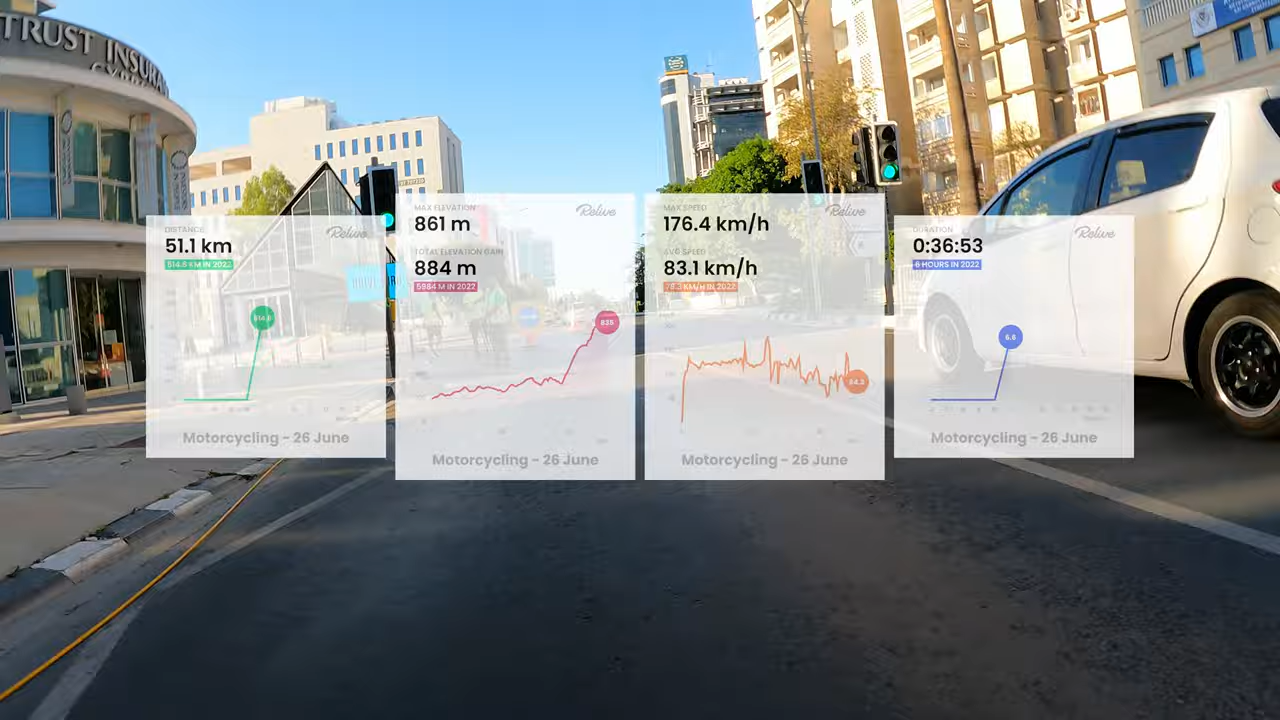 TRUST INSURA
CYPRUS
DISTANCE
Relive
51.1 km
514.6 KM IN 2022
514.6
Motorcycling - 26 June
MAX ELEVATION
Relive
861 m
TOTAL ELEVATION GAIN
884 m
5984 M IN 2022
835
Motorcycling - 26 June
MAX SPEED
Relive
176.4 km/h
AVG SPEED
83.1 km/h
78.3 KM/H IN 2022
84.3
Motorcycling - 26 June
DURATION
Relive
0:36:53
6 HOURS IN 2022
6.6
Motorcycling - 26 June